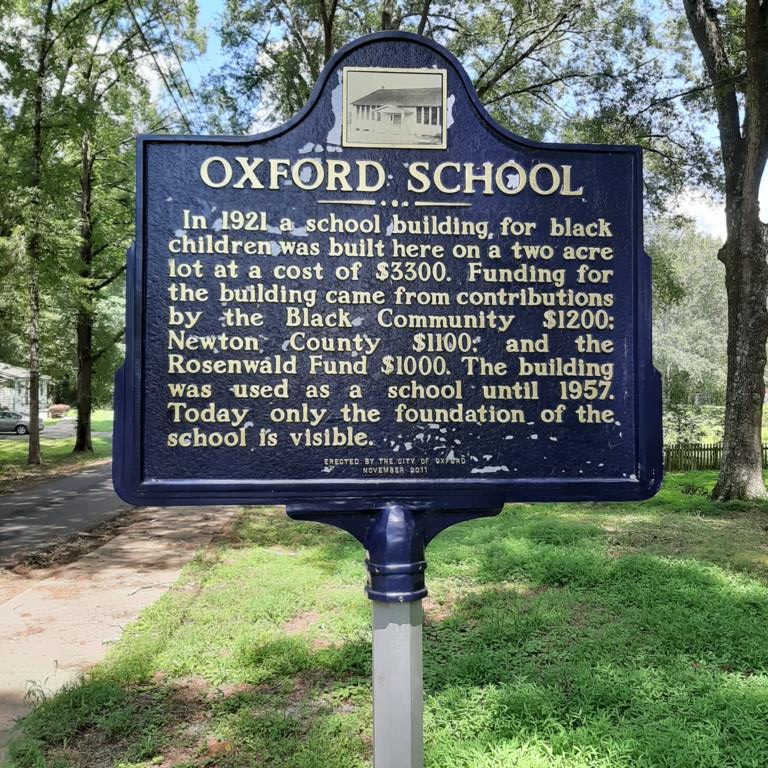 OXFORD SCHOOL
In 1921 a school building, for black
children was built here on a two acre
lot at a cost of $3300. Funding for
the building came from contributions
by the Black Community $1200;
Newton County $1100; and the
Rosenwald Fund $1000. The building
was used as a school until 1957.
Today only the foundation of the
school is visible.
ERECTED BY THE CITY OF OXFORD
NOVEMBER 2011